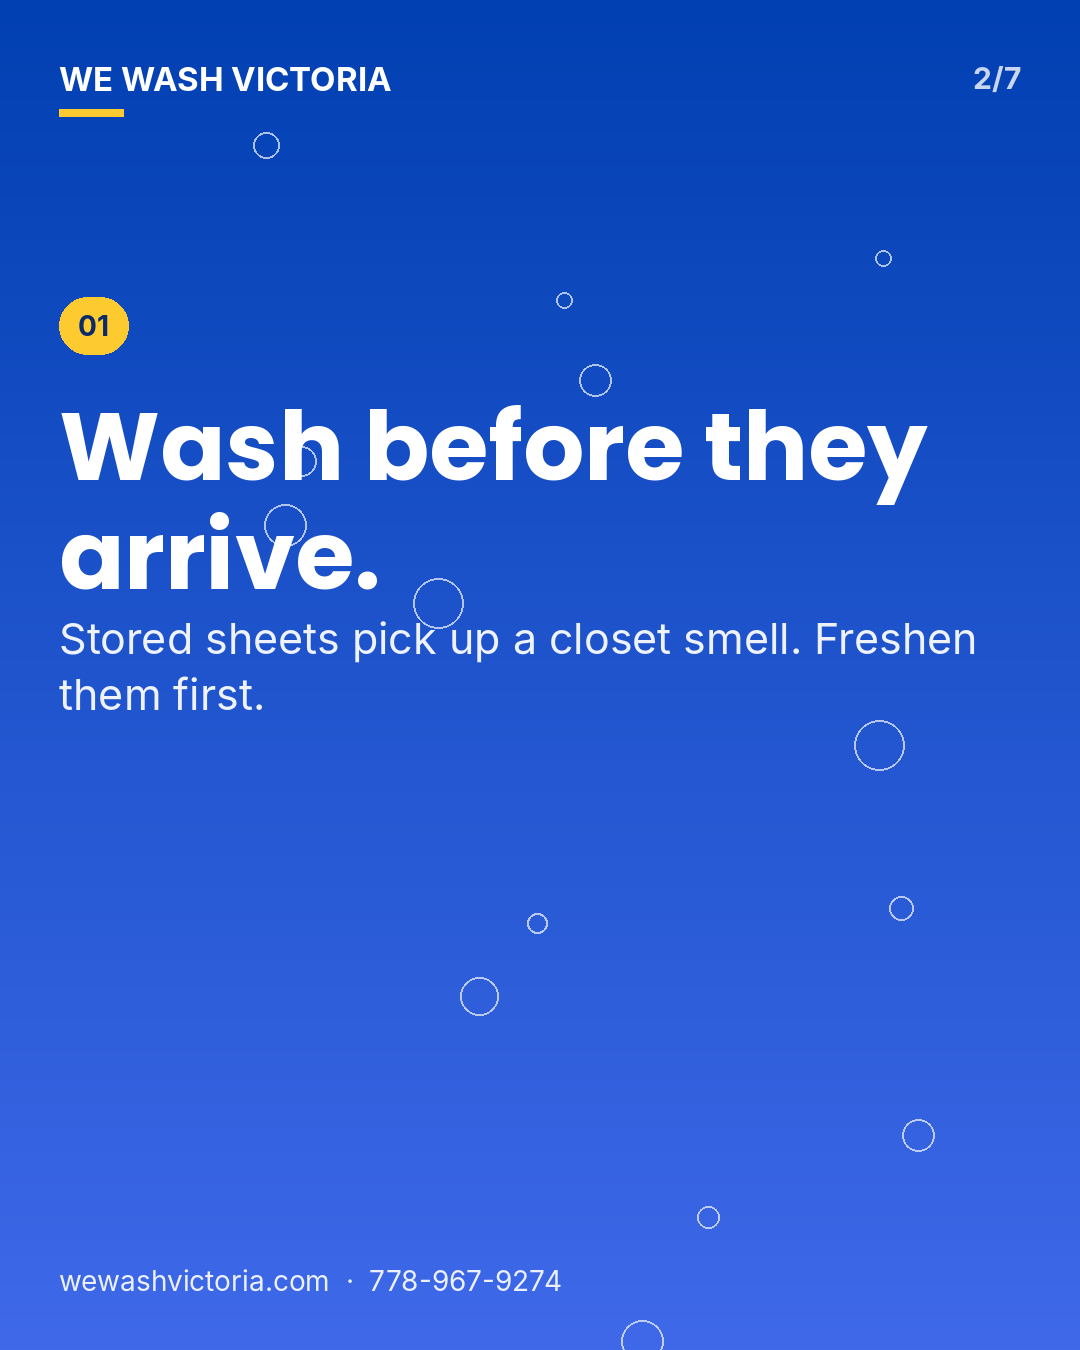 WE WASH VICTORIA
2/7
01
Wash before they
arrive.
Stored sheets pick up a closet smell. Freshen
them first.
wewashvictoria.com · 778-967-9274